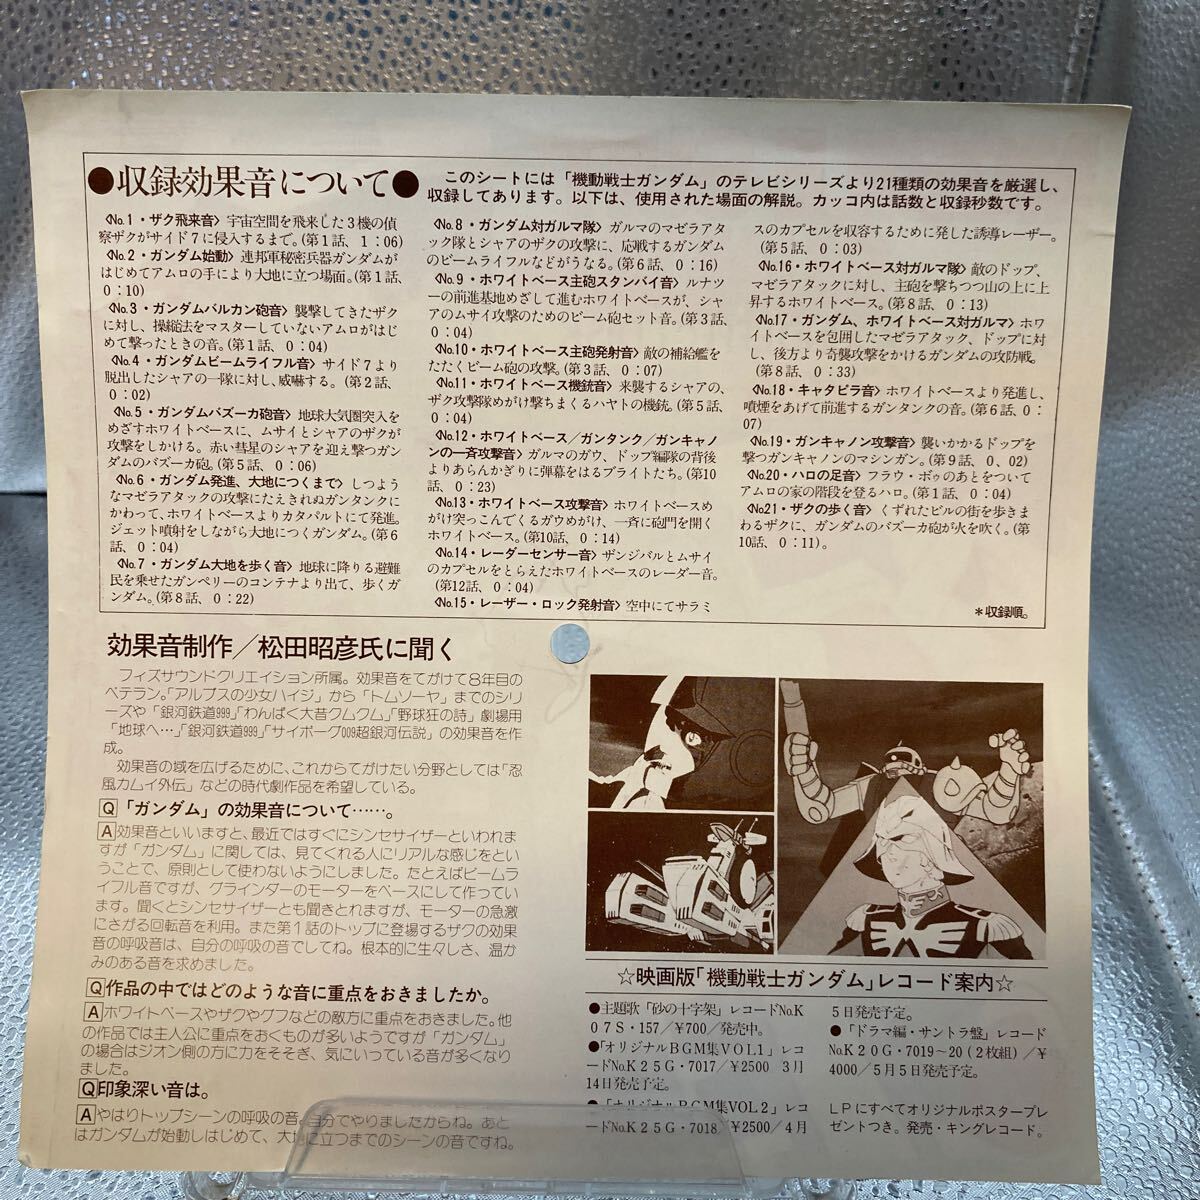 ●収録効果音について●
このシートには「機動戦士ガンダム」のテレビシリーズより21種類の効果音を厳選し、
収録してあります。以下は、使用された場面の解説。カッコ内は話数と収録秒数です。
〈No.1・ザク飛来音〉宇宙空間を飛来した3機の偵
察ザクがサイド7に侵入するまで。(第1話、1:06)
〈No.2・ガンダム始動〉連邦軍秘密兵器ガンダムが
はじめてアムロの手により大地に立つ場面。(第1話、
0:10)
〈No.3・ガンダムバルカン砲音〉襲撃してきたザク
に対し、操縦法をマスターしていないアムロがはじ
めて撃ったときの音。(第1話、0:04)
〈No.4・ガンダムビームライフル音〉サイド7より
脱出したシャアの一隊に対し、威嚇する。(第2話、
0:02)
〈No.5・ガンダムバズーカ砲音〉地球大気圏突入を
めざすホワイトベースに、ムサイとシャアのザクが
攻撃をしかける。赤い彗星のシャアを迎え撃つガン
ダムのバズーカ砲。(第5話、0:06)
〈No.6・ガンダム発進、大地につくまで〉しつよう
なマゼラアタックの攻撃にたえきれぬガンタンクに
かわって、ホワイトベースよりカタパルトにて発進。
ジェット噴射をしながら大地につくガンダム。(第6
話、0:04)
〈No.7・ガンダム大地を歩く音〉地球に降りる避難
民を乗せたガンペリーのコンテナより出て、歩くガ
ンダム。(第8話、0:22)
〈No.8・ガンダム対ガルマ隊〉ガルマのマゼラアタ
ック隊とシャアのザクの攻撃に、応戦するガンダム
のビームライフルなどがうなる。(第6話、0:16)
〈No.9・ホワイトベース主砲スタンバイ音〉ルナツ
ーの前進基地めざして進むホワイトベースが、シャ
アのムサイ攻撃のためのビーム砲セット音。(第3話、
0:04)
〈No.10・ホワイトベース主砲発射音〉敵の補給艦を
たたくビーム砲の攻撃。(第3話、0:07)
〈No.11・ホワイトベース機銃音〉来襲するシャアの、
ザク攻撃隊めがけ撃ちまくるハヤトの機銃。(第5話、
0:04)
〈No.12・ホワイトベース／ガンタンク／ガンキャノ
ンの一斉攻撃音〉ガルマのガウ、ドップ編隊の背後
よりあらんかぎりに弾幕をはるブライトたち。(第10
話、0:23)
〈No.13・ホワイトベース攻撃音〉ホワイトベースめ
がけ突っこんでくるガウめがけ、一斉に砲門を開く
ホワイトベース。(第10話、0:14)
〈No.14・レーダーセンサー音〉ザンジバルとムサイ
のカプセルをとらえたホワイトベースのレーダー音。
(第12話、0:04)
〈No.15・レーザー・ロック発射音〉空中にてサラミ
スのカプセルを収容するために発した誘導レーザー。
(第5話、0:03)
〈No.16・ホワイトベース対ガルマ隊〉敵のドップ、
マゼラアタックに対し、主砲を撃ちつつ山の上に上
昇するホワイトベース。(第8話、0:13)
〈No.17・ガンダム、ホワイトベース対ガルマ〉ホワ
イトベースを包囲したマゼラアタック、ドップに対
し、後方より奇襲攻撃をかけるガンダムの攻防戦。
(第8話、0:33)
〈No.18・キャタピラ音〉ホワイトベースより発進し、
噴煙をあげて前進するガンタンクの音。(第6話、0:
07)
〈No.19・ガンキャノン攻撃音〉襲いかかるドップを
撃つガンキャノンのマシンガン。(第9話、0、02)
〈No.20・ハロの足音〉フラウ・ボゥのあとをついて
アムロの家の階段を登るハロ。(第1話、0:04)
〈No.21・ザクの歩く音〉くずれたビルの街を歩きま
わるザクに、ガンダムのバズーカ砲が火を吹く。(第
10話、0:11)。
＊収録順。
効果音制作／松田昭彦氏に聞く
フィズサウンドクリエイション所属。効果音をてがけて8年目の
ベテラン。「アルプスの少女ハイジ」から「トムソーヤ」までのシリ
ーズや「銀河鉄道999」「わんぱく大昔クムクム」「野球狂の詩」劇場用
「地球へ…」「銀河鉄道999」「サイボーグ009超銀河伝説」の効果音を作
成。
効果音の域を広げるために、これからてがけたい分野としては「忍
風カムイ外伝」などの時代劇作品を希望している。
Q「ガンダム」の効果音について……。
A効果音といいますと、最近ではすぐにシンセサイザーといわれま
すが「ガンダム」に関しては、見てくれる人にリアルな感じをとい
うことで、原則として使わないようにしました。たとえばビームラ
イフル音ですが、グラインダーのモーターをベースにして作ってい
ます。聞くとシンセサイザーとも聞きとれますが、モーターの急激
にさがる回転音を利用。また第1話のトップに登場するザクの効果
音の呼吸音は、自分の呼吸の音でしてね。根本的に生々しさ、温か
みのある音を求めました。
Q作品の中ではどのような音に重点をおきましたか。
Aホワイトベースやザクやグフなどの敵方に重点をおきました。他
の作品では主人公に重点をおくものが多いようですが「ガンダム」
の場合はジオン側の方に力をそそぎ、気にいっている音が多くなり
ました。
Q印象深い音は。
Aやはりトップシーンの呼吸の音。自分でやりましたからね。あと
はガンダムが始動しはじめて、大地に立つまでのシーンの音ですね。
☆映画版「機動戦士ガンダム」レコード案内☆
●主題歌「砂の十字架」レコードNo.K
07S・157／¥700／発売中。
●「オリジナルBGM集VOL1」レコ
ードNo.K25G・7017／¥2500 3月
14日発売予定。
●「オリジナルBGM集VOL2」レコ
ードNo.K25G・7018／¥2500／4月
5日発売予定。
●「ドラマ編・サントラ盤」レコード
No.K20G・7019〜20(2枚組)／¥
4000／5月5日発売予定。
LPにすべてオリジナルポスタープレ
ゼントつき。発売・キングレコード。